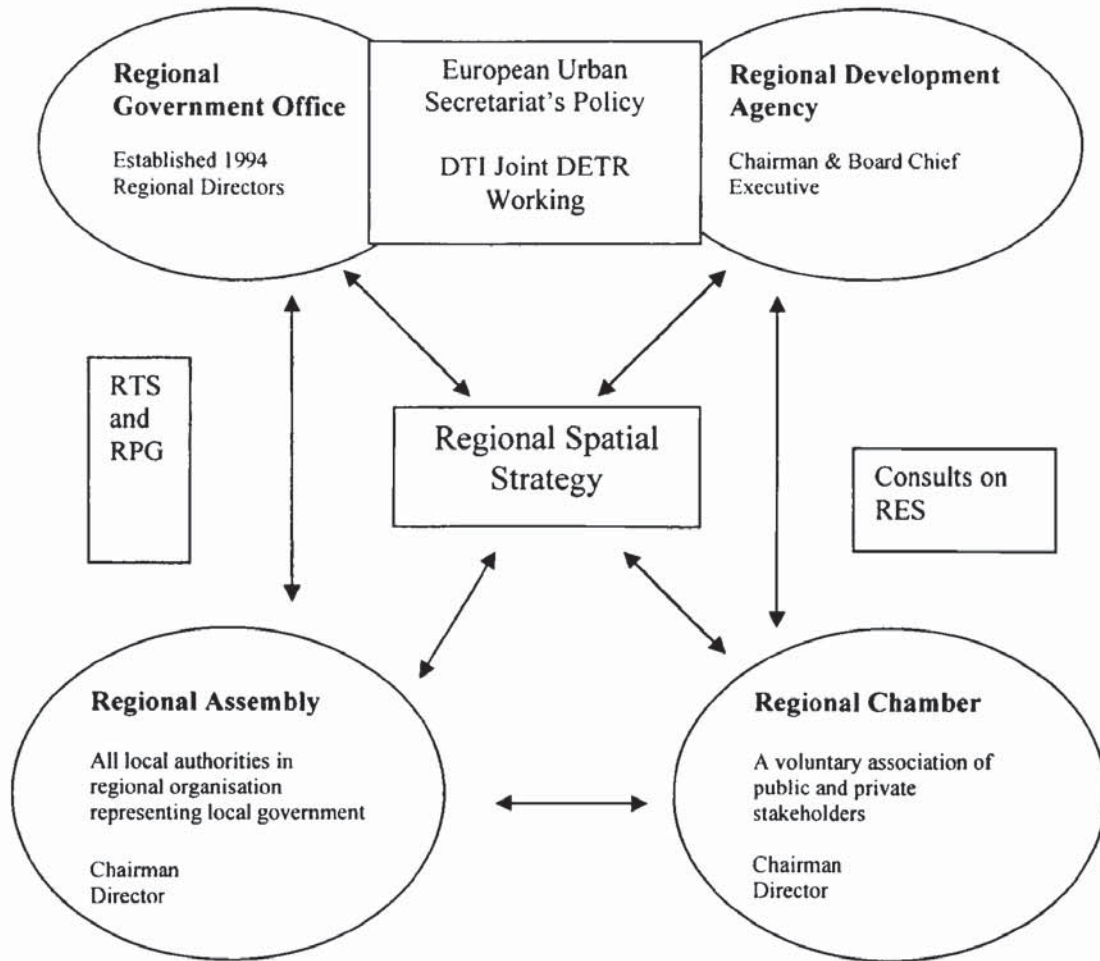 Regional
Government Office
Established 1994
Regional Directors
European Urban
Secretariat's Policy
DTI Joint DETR
Working
Regional Development
Agency
Chairman & Board Chief
Executive
RTS
and
RPG
Regional Spatial
Strategy
Consults on
RES
Regional Assembly
All local authorities in
regional organisation
representing local government
Chairman
Director
Regional Chamber
A voluntary association of
public and private
stakeholders
Chairman
Director